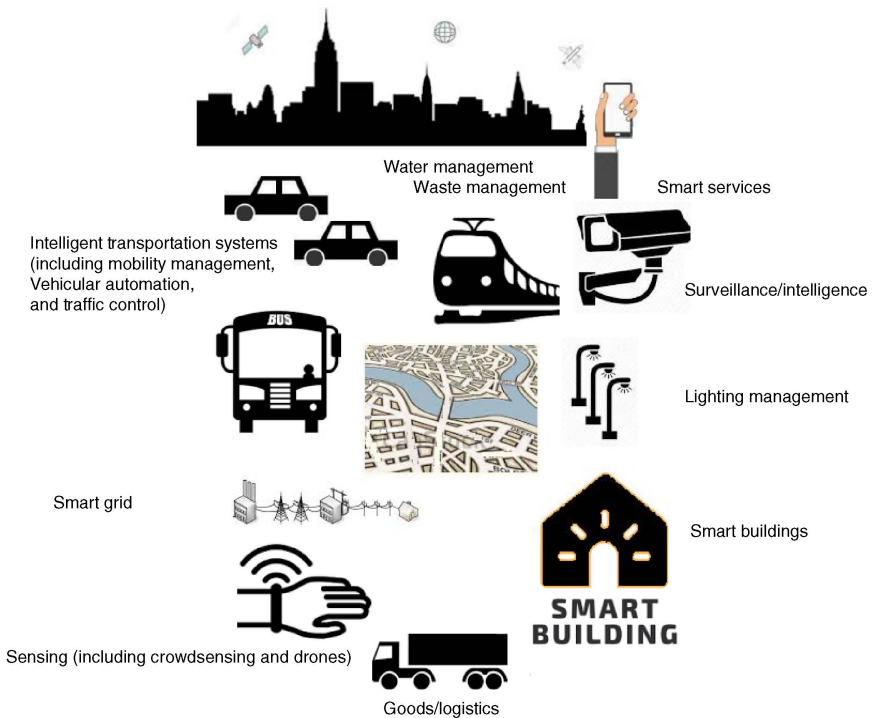 Water management
Waste management
Smart services
Intelligent transportation systems
(including mobility management,
Vehicular automation,
and traffic control)
Surveillance/intelligence
BUS
Lighting management
Smart grid
Smart buildings
SMART
BUILDING
Sensing (including crowdsensing and drones)
Goods/logistics